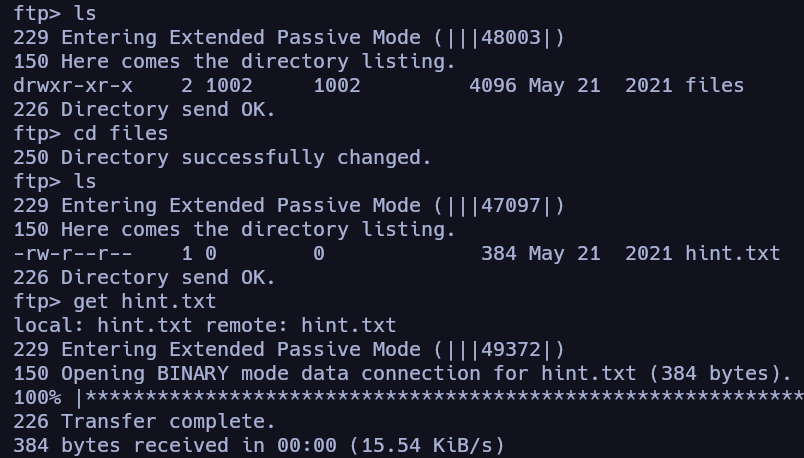 ftp> ls
229 Entering Extended Passive Mode (|||48003|)
150 Here comes the directory listing.
drwxr-xr-x    2 1002     1002         4096 May 21  2021 files
226 Directory send OK.
ftp> cd files
250 Directory successfully changed.
ftp> ls
229 Entering Extended Passive Mode (|||47097|)
150 Here comes the directory listing.
-rw-r--r--    1 0        0             384 May 21  2021 hint.txt
226 Directory send OK.
ftp> get hint.txt
local: hint.txt remote: hint.txt
229 Entering Extended Passive Mode (|||49372|)
150 Opening BINARY mode data connection for hint.txt (384 bytes).
100% |************************************************************
226 Transfer complete.
384 bytes received in 00:00 (15.54 KiB/s)